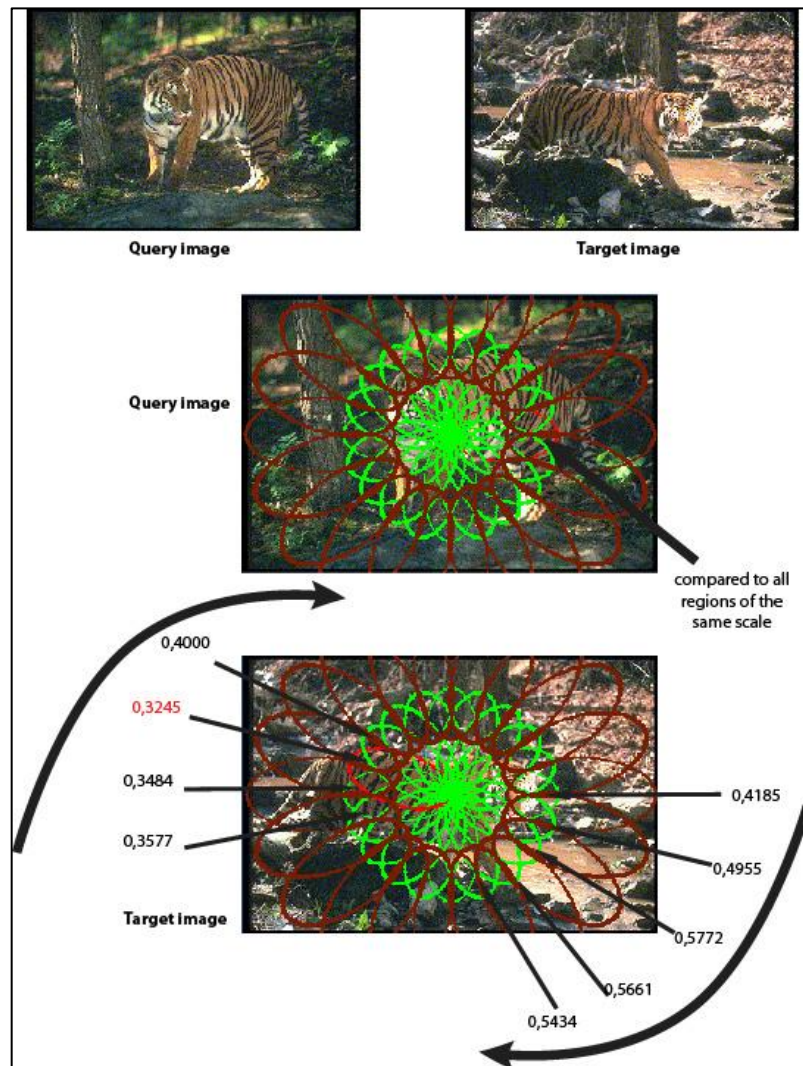 Query image
Target image
Query image
compared to all
regions of the
same scale
0,4000
0,3245
0,3484
0,3577
0,4185
0,4955
0,5772
0,5661
0,5434
Target image